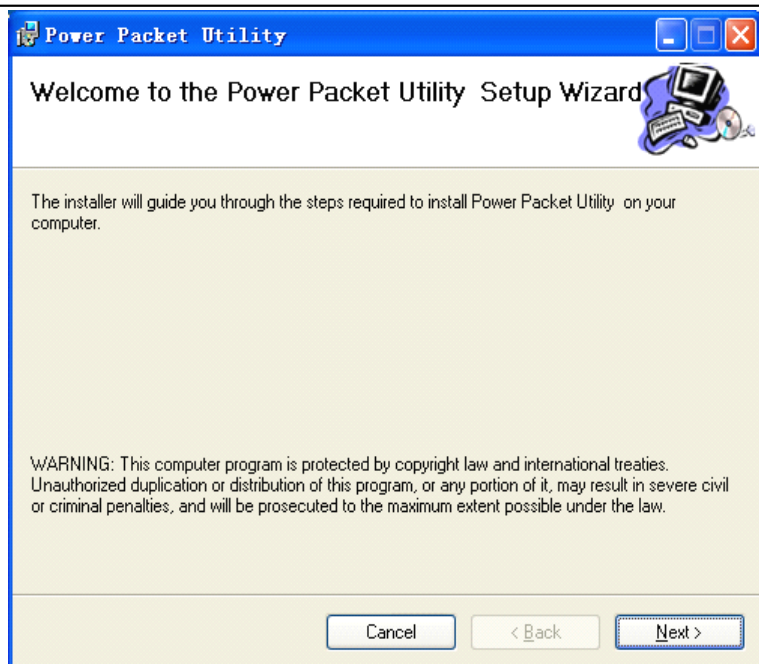 Power Packet Utility
Welcome to the Power Packet Utility Setup Wizard
The installer will guide you through the steps required to install Power Packet Utility on your
computer.
WARNING: This computer program is protected by copyright law and international treaties.
Unauthorized duplication or distribution of this program, or any portion of it, may result in severe civil
or criminal penalties, and will be prosecuted to the maximum extent possible under the law.
Cancel < Back Next >